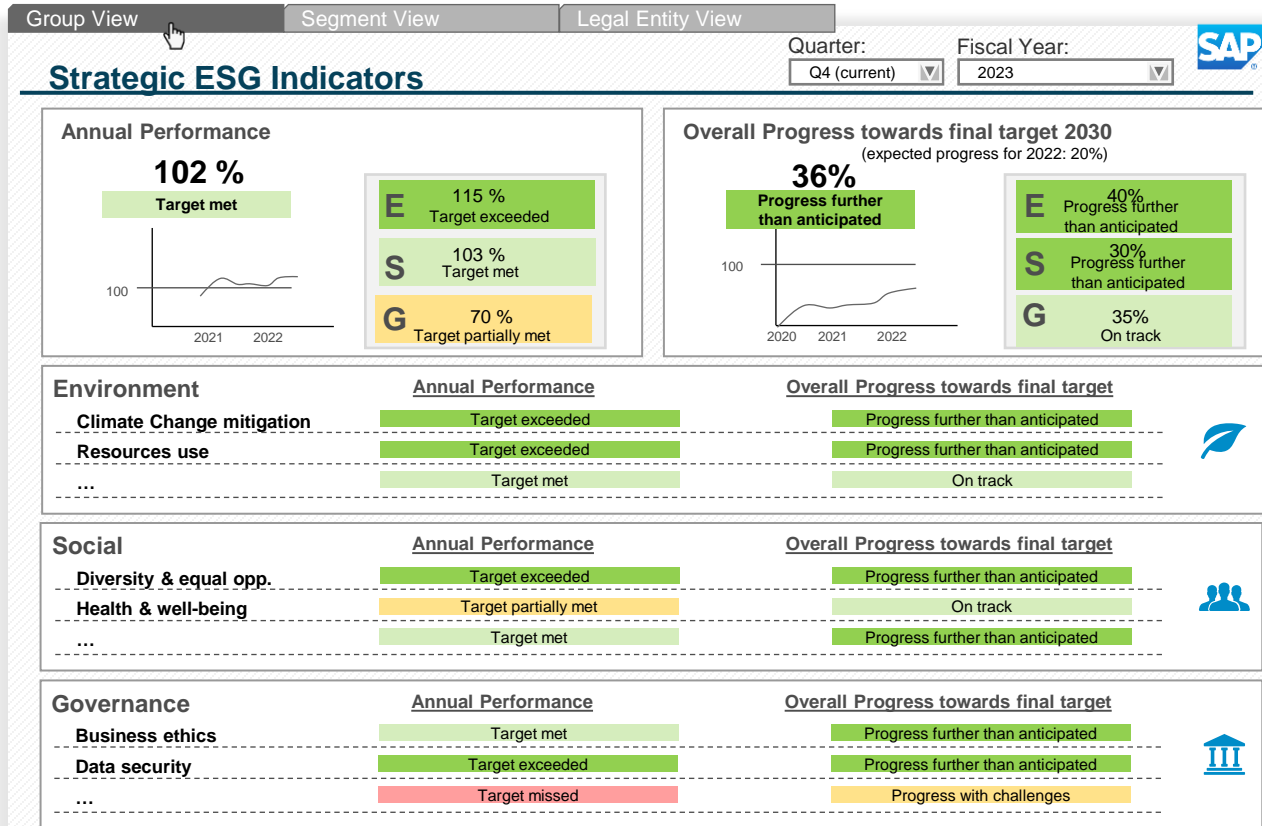 Group View
Segment View
Legal Entity View
Quarter:
Fiscal Year:
Q4 (current)
2023
SAP
®
Strategic ESG Indicators
Annual Performance
102 %
Target met
100
2021
2022
E
115 %
Target exceeded
S
103 %
Target met
G
70 %
Target partially met
Overall Progress towards final target 2030
(expected progress for 2022: 20%)
36%
Progress further
than anticipated
100
2020
2021
2022
E
40%
Progress further
than anticipated
S
30%
Progress further
than anticipated
G
35%
On track
Environment
Annual Performance
Overall Progress towards final target
Climate Change mitigation
Target exceeded
Progress further than anticipated
Resources use
Target exceeded
Progress further than anticipated
…
Target met
On track
Social
Annual Performance
Overall Progress towards final target
Diversity & equal opp.
Target exceeded
Progress further than anticipated
Health & well-being
Target partially met
On track
…
Target met
Progress further than anticipated
Governance
Annual Performance
Overall Progress towards final target
Business ethics
Target met
Progress further than anticipated
Data security
Target exceeded
Progress further than anticipated
…
Target missed
Progress with challenges